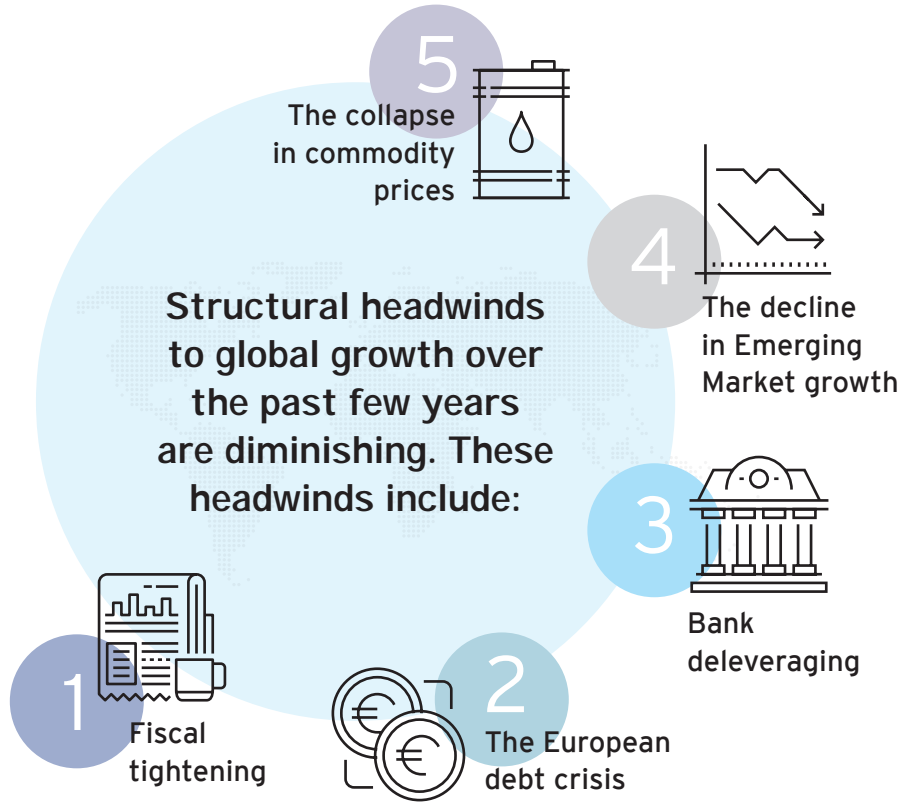 Structural headwinds
to global growth over
the past few years
are diminishing. These
headwinds include:
1
Fiscal
tightening
2
The European
debt crisis
3
Bank
deleveraging
4
The decline
in Emerging
Market growth
5
The collapse
in commodity
prices
€
€